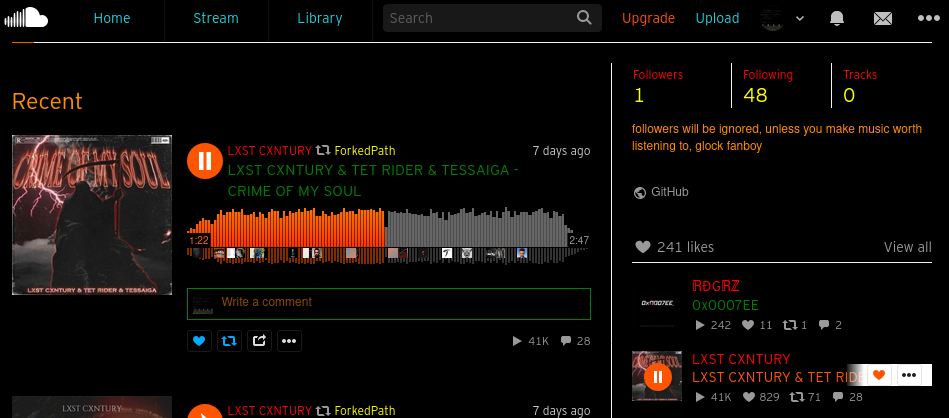 Home
Stream
Library
Search
Upgrade
Upload
Recent
CRIME OF MY SOUL
LXST CXNTURY & TET RIDER & TESSAIGA
LXST CXNTURY ForkedPath
7 days ago
LXST CXNTURY & TET RIDER & TESSAIGA -
CRIME OF MY SOUL
1:22
2:47
Write a comment
41K
28
LXST CXNTURY
LXST CXNTURY ForkedPath
7 days ago
Followers
1
Following
48
Tracks
0
followers will be ignored, unless you make music worth
listening to, glock fanboy
GitHub
241 likes
View all
0x0007EE
0x0007EE
242
11
1
2
LXST CXNTURY
LXST CXNTURY & TET RIDE
41K
829
71
28